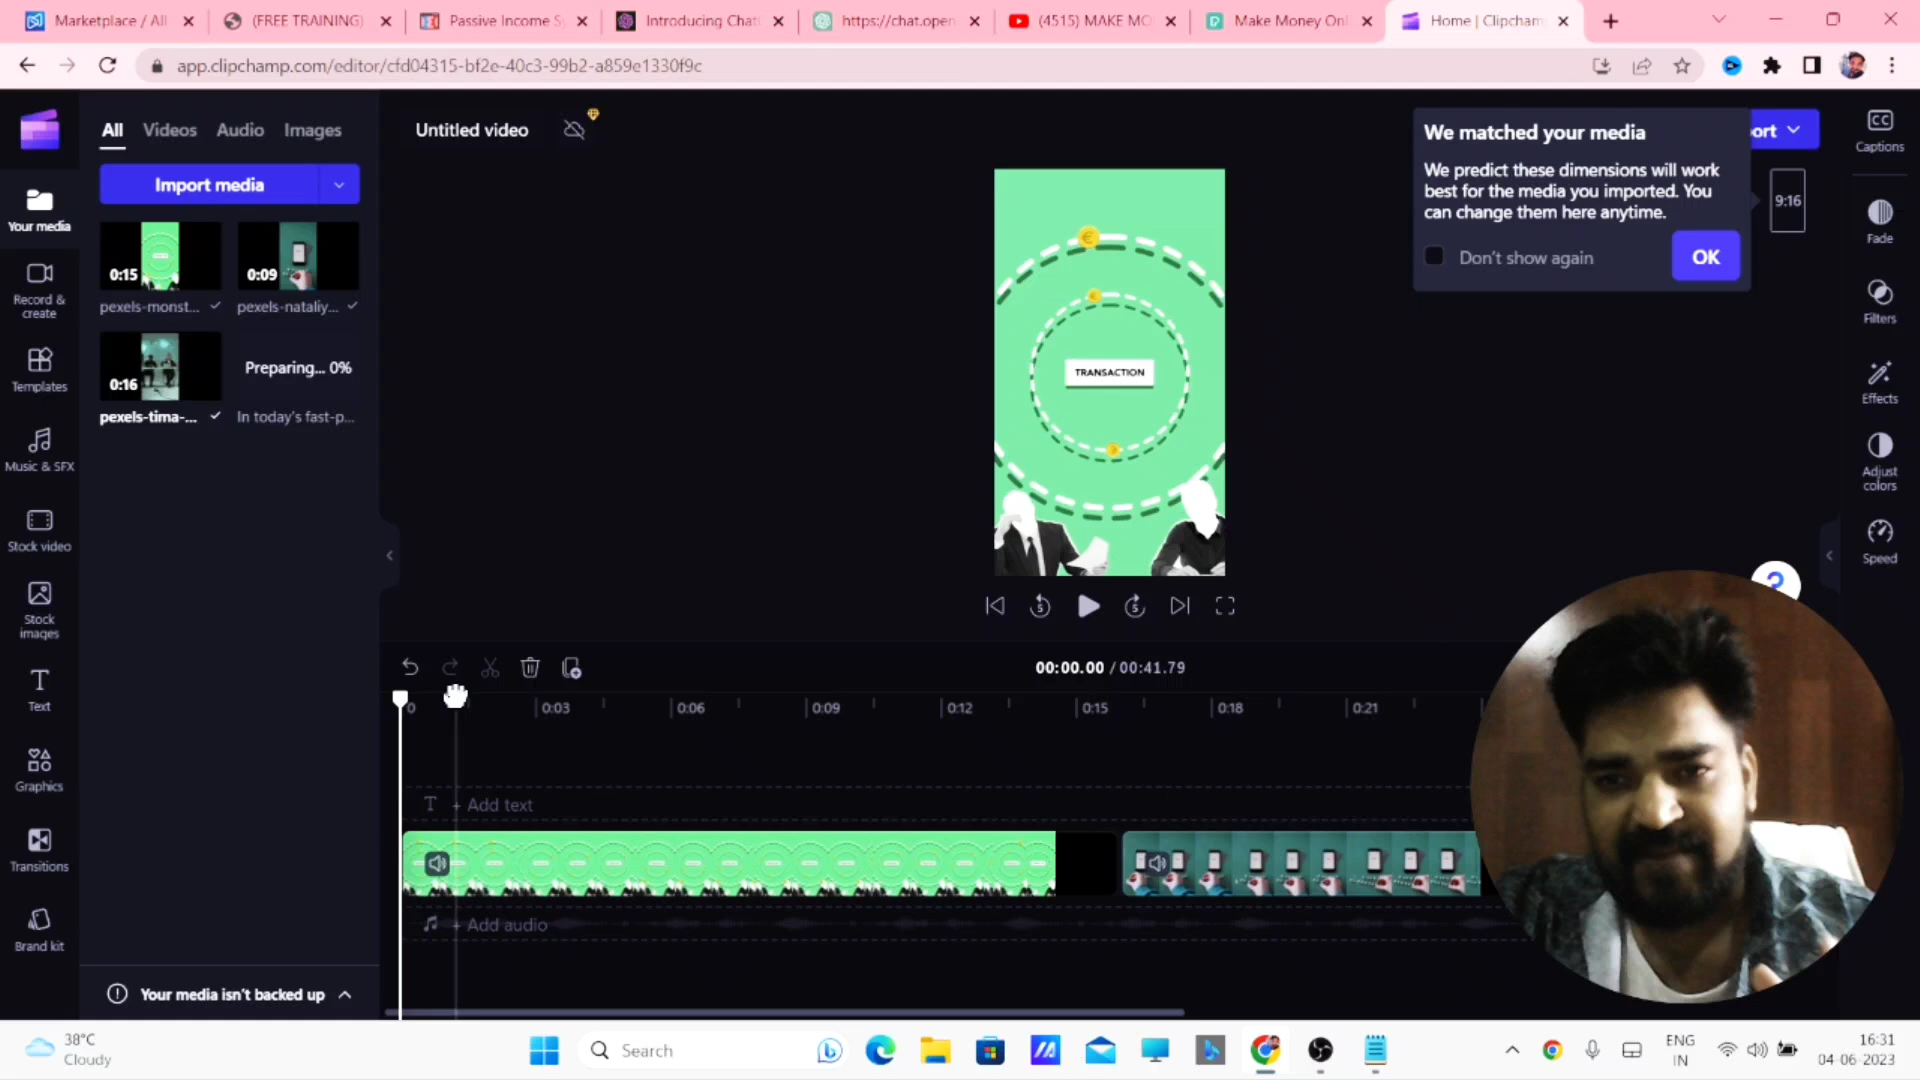 Marketplace / All
(FREE TRAINING)
Passive Income S
Introducing Chat
https://chat.open
(4515) MAKE MO
Make Money Onl
Home | Clipcham
app.clipchamp.com/editor/cfd04315-bf2e-40c3-99b2-a859e1330f9c
All
Videos
Audio
Images
Untitled video
We matched your media
We predict these dimensions will work
best for the media you imported. You
can change them here anytime.
Don't show again
OK
ort
9:16
CC
Captions
Import media
Your media
0:15
0:09
pexels-monst...
pexels-nataliy...
0:16
Preparing... 0%
pexels-tima-...
In today's fast-p...
Record &
create
Templates
Music & SFX
Stock video
Stock
images
Text
Graphics
Transitions
Brand kit
TRANSACTION
Fade
Filters
Effects
Adjust
colors
Speed
5
5
?
00:00.00 / 00:41.79
0
0:03
0:06
0:09
0:12
0:15
0:18
0:21
T + Add text
+ Add audio
Your media isn't backed up
38°C
Cloudy
Search
ENG
IN
16:31
04-06-2023